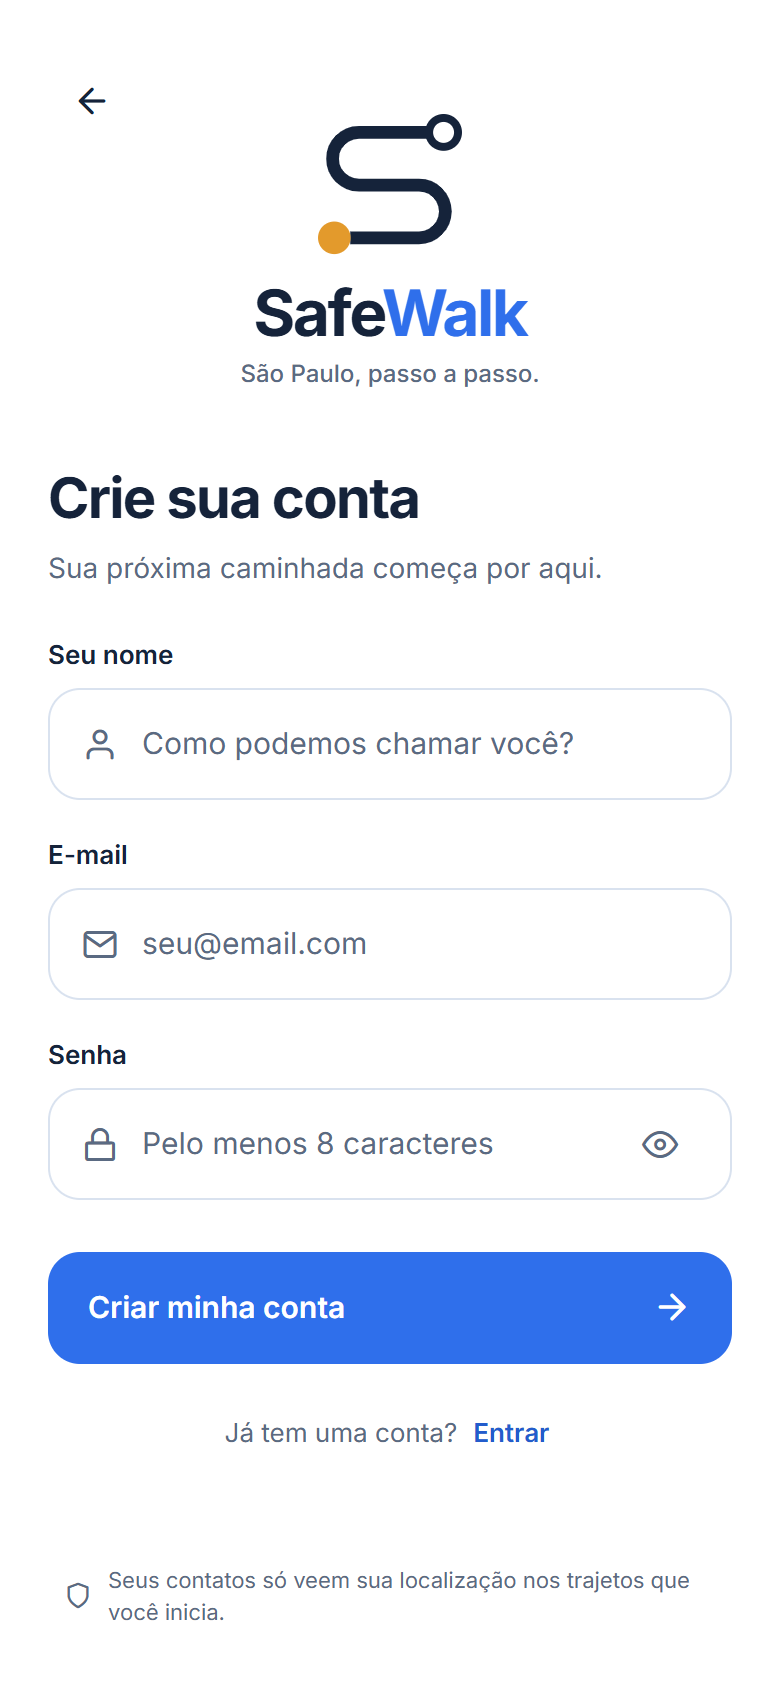 SafeWalk
São Paulo, passo a passo.
Crie sua conta
Sua próxima caminhada começa por aqui.
Seu nome
Como podemos chamar você?
E-mail
seu@email.com
Senha
Pelo menos 8 caracteres
Criar minha conta
Já tem uma conta? Entrar
Seus contatos só veem sua localização nos trajetos que
você inicia.